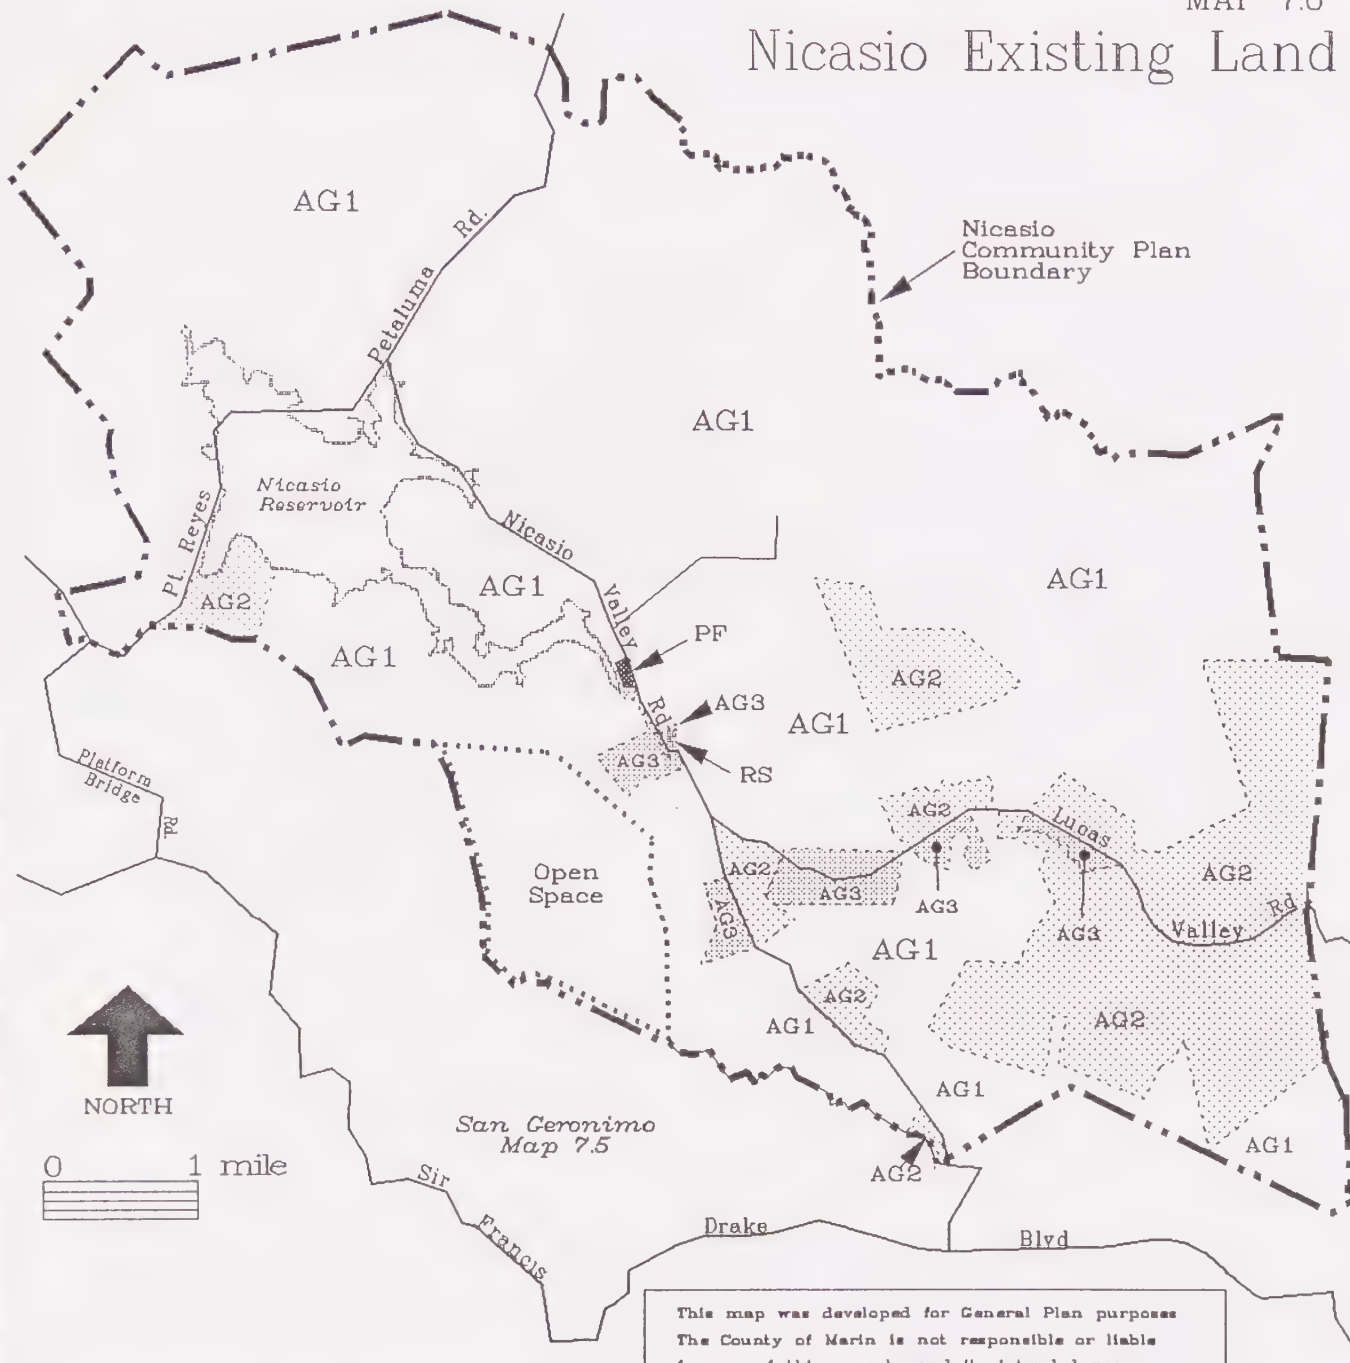 Nicasio Existing Land
AG1
Petaluma
Rd.
Nicasio
Community Plan
Boundary
AG1
Nicasio
Reservoir
Pt. Reyes
Nicasio
AG1
AG1
AG2
Valley
AG1
PF
AG2
Rd.
AG3
AG1
AG3
RS
Platform
Bridge
Rd.
AG2
Lucas
Open
Space
AG2
AG3
AG3
AG2
AG3
AG3
Valley
Rd
AG1
AG2
AG1
AG2
NORTH
AG1
San Geronimo
Map 7.5
AG1
AG2
0 1 mile
Sir
Francis
Drake
Blvd
This map was developed for General Plan purposes
The County of Marin is not responsible or liable